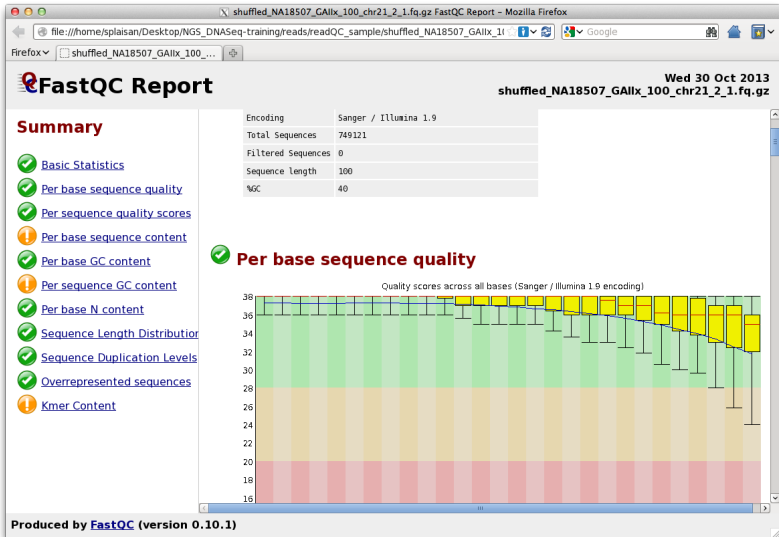 shuffled_NA18507_GAIIx_100_chr21_2_1.fq.gz FastQC Report - Mozilla Firefox
file:///home/splaisan/Desktop/NGS_DNASeq-training/reads/readQC_sample/shuffled_NA18507_GAIIx_10
Google
Firefox
shuffled_NA18507_GAIIx_100_...
FastQC Report
Wed 30 Oct 2013
shuffled_NA18507_GAIIx_100_chr21_2_1.fq.gz
Summary
Basic Statistics
Per base sequence quality
Per sequence quality scores
Per base sequence content
Per base GC content
Per sequence GC content
Per base N content
Sequence Length Distribution
Sequence Duplication Levels
Overrepresented sequences
Kmer Content
Encoding Sanger / Illumina 1.9
Total Sequences 749121
Filtered Sequences 0
Sequence length 100
%GC 40
Per base sequence quality
Quality scores across all bases (Sanger / Illumina 1.9 encoding)
38
36
34
32
30
28
26
24
22
20
18
16
Produced by FastQC (version 0.10.1)